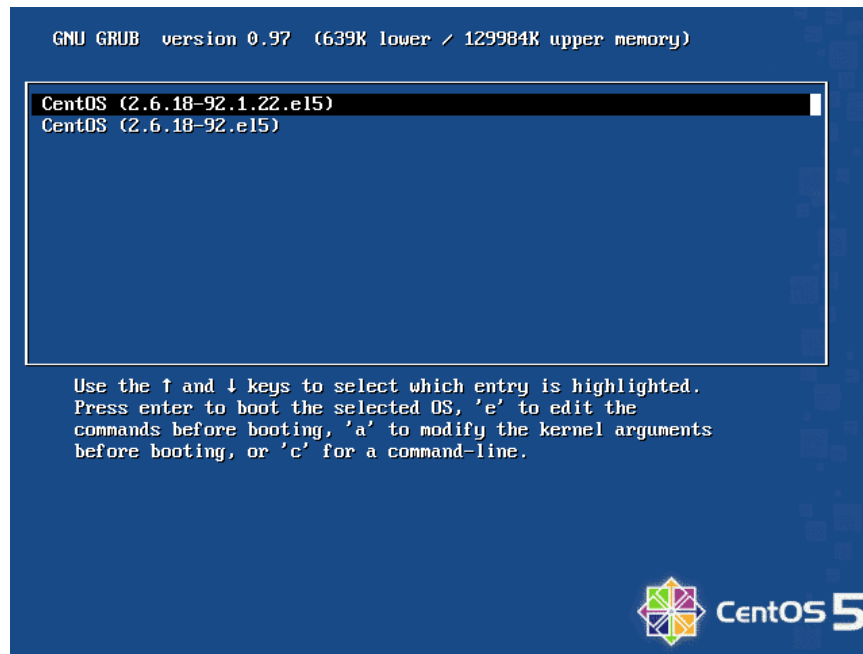 GNU GRUB  version 0.97  (639K lower / 129984K upper memory)
CentOS (2.6.18-92.1.22.el5)
CentOS (2.6.18-92.el5)
Use the ↑ and ↓ keys to select which entry is highlighted.
Press enter to boot the selected OS, 'e' to edit the
commands before booting, 'a' to modify the kernel arguments
before booting, or 'c' for a command-line.
CentOS 5